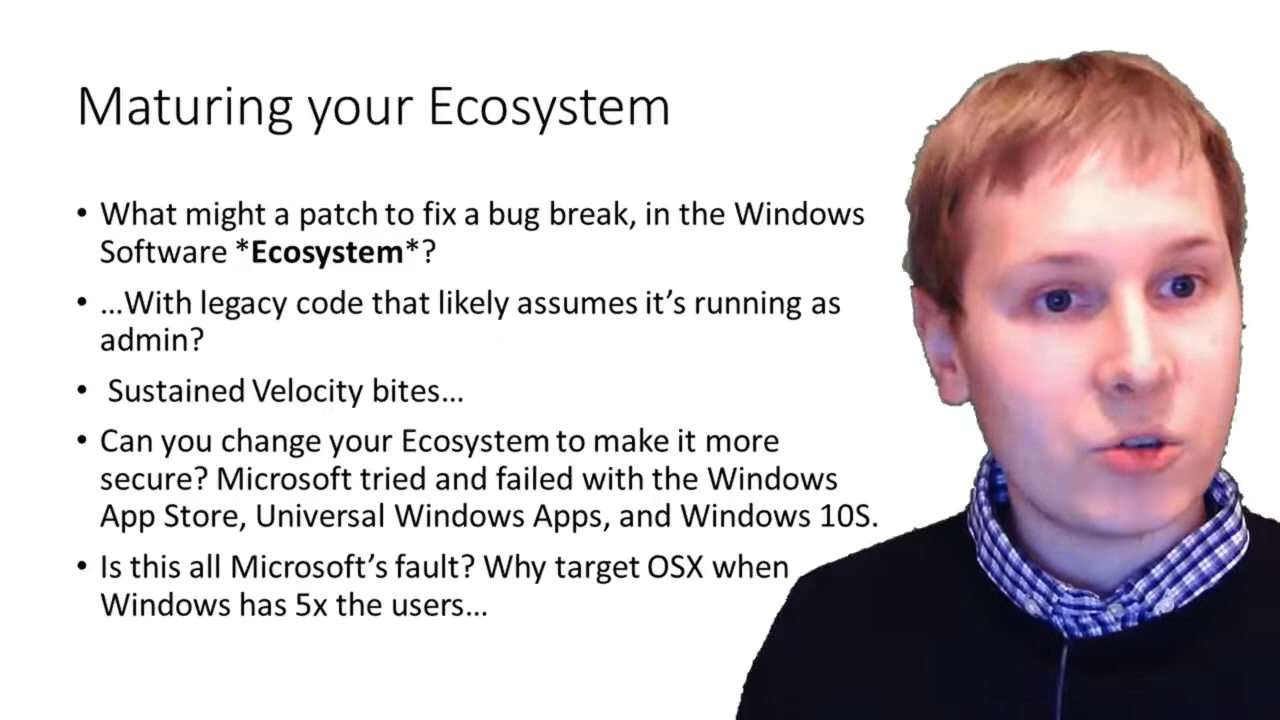 Maturing your Ecosystem
• What might a patch to fix a bug break, in the Windows
Software *Ecosystem*?
• …With legacy code that likely assumes it’s running as
admin?
• Sustained Velocity bites…
• Can you change your Ecosystem to make it more
secure? Microsoft tried and failed with the Windows
App Store, Universal Windows Apps, and Windows 10S.
• Is this all Microsoft’s fault? Why target OSX when
Windows has 5x the users…